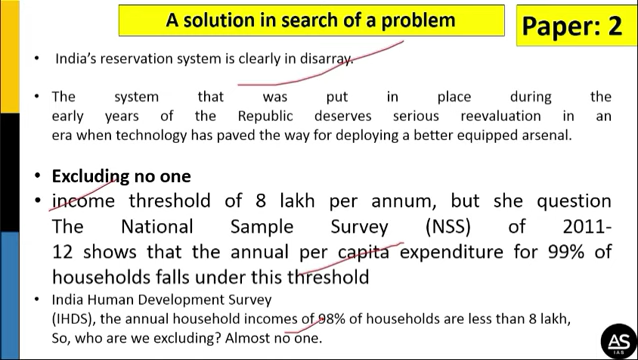 A solution in search of a problem
Paper: 2
• India's reservation system is clearly in disarray.
• The system that was put in place during the
early years of the Republic deserves serious reevaluation in an
era when technology has paved the way for deploying a better equipped arsenal.
• Excluding no one
• income threshold of 8 lakh per annum, but she question
The National Sample Survey (NSS) of 2011-
12 shows that the annual per capita expenditure for 99% of
households falls under this threshold
• India Human Development Survey
(IHDS), the annual household incomes of 98% of households are less than 8 lakh,
So, who are we excluding? Almost no one.
AS
IAS